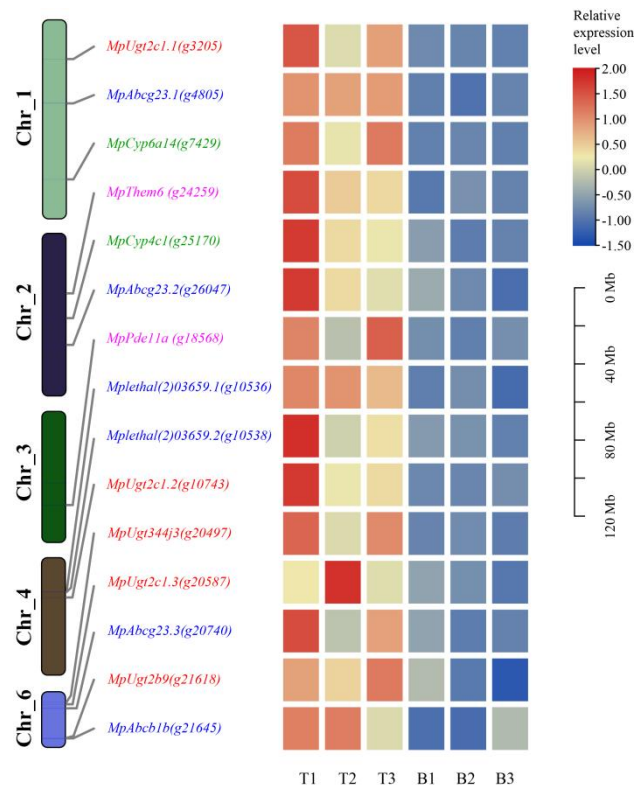 Relative
expression
level
2.00
1.50
1.00
0.50
0.00
-0.50
-1.00
-1.50
Chr_1
Chr_2
Chr_3
Chr_4
Chr_6
MpUgt2c1.1(g3205)
MpAbcg23.1(g4805)
MpCyp6a14(g7429)
MpThem6 (g24259)
MpCyp4c1(g25170)
MpAbcg23.2(g26047)
MpPde11a (g18568)
Mplethal(2)03659.1(g10536)
Mplethal(2)03659.2(g10538)
MpUgt2c1.2(g10743)
MpUgt344j3(g20497)
MpUgt2c1.3(g20587)
MpAbcg23.3(g20740)
MpUgt2b9(g21618)
MpAbcb1b(g21645)
0 Mb
40 Mb
80 Mb
120 Mb
T1 T2 T3 B1 B2 B3